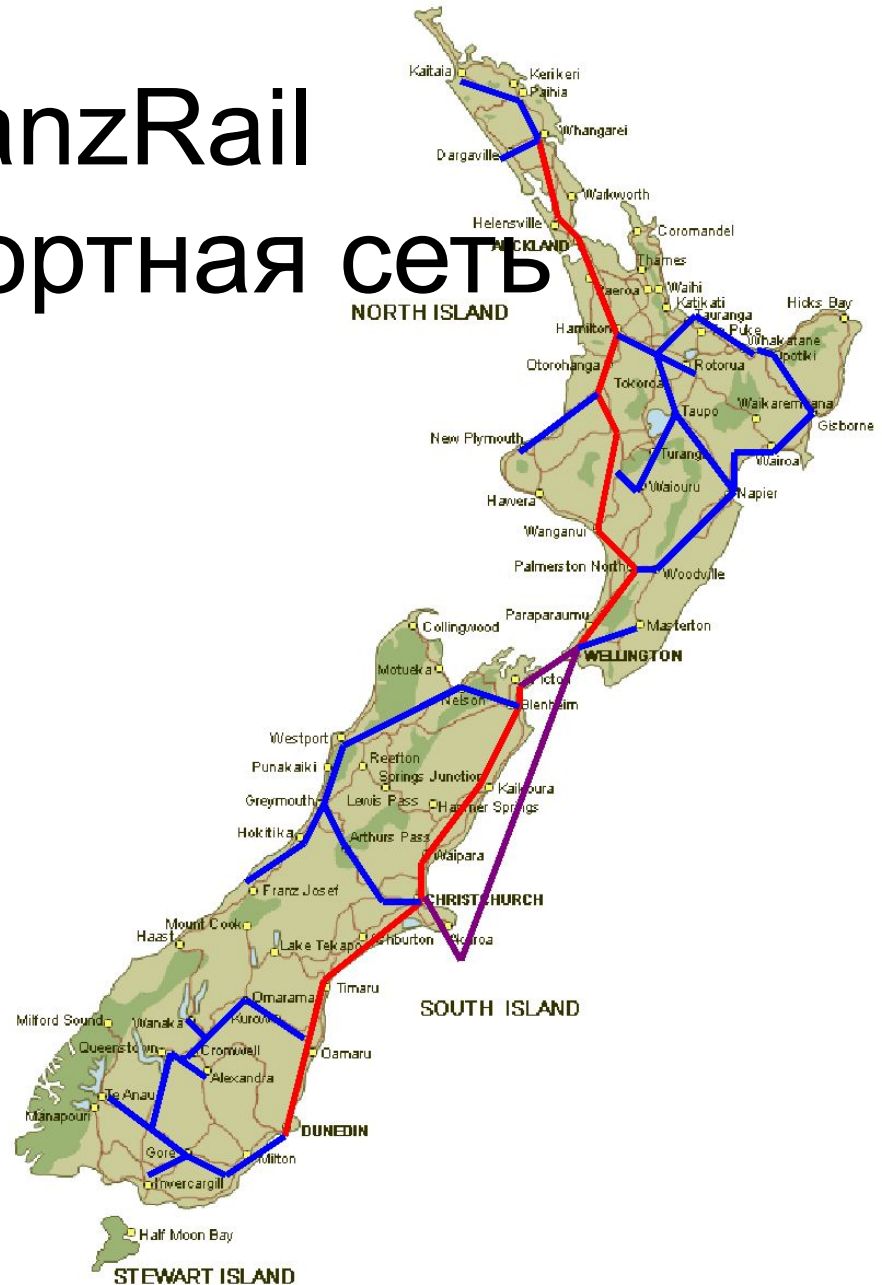 anzRail
ортная сеть
Kaitaia
Kerikeri
Paihia
Whangarei
Dargaville
Warkworth
Helensville
Coromandel
AUCKLAND
Thames
Paeroa
Waihi
Katikati
NORTH ISLAND
Hicks Bay
Tauranga
Te Puke
Hamilton
Whakatane
Opotiki
Otorohanga
Rotorua
Tokoroa
Waikaremoana
Taupo
Gisborne
New Plymouth
Turangi
Wairoa
Waiouru
Napier
Hawera
Wanganui
Palmerston North
Woodville
Paraparaumu
Masterton
Collingwood
WELLINGTON
Motueka
Picton
Nelson
Blenheim
Westport
Reefton
Punakaiki
Springs Junction
Kaikoura
Greymouth
Lewis Pass
Hanmer Springs
Hokitika
Arthurs Pass
Waipara
Franz Josef
CHRISTCHURCH
Mount Cook
Haast
Lake Tekapo
Ashburton
Akaroa
Timaru
Omarama
SOUTH ISLAND
Milford Sound
Wanaka
Kurow
Queenstown
Cromwell
Oamaru
Alexandra
Te Anau
Manapouri
DUNEDIN
Gore
Milton
Invercargill
Half Moon Bay
STEWART ISLAND